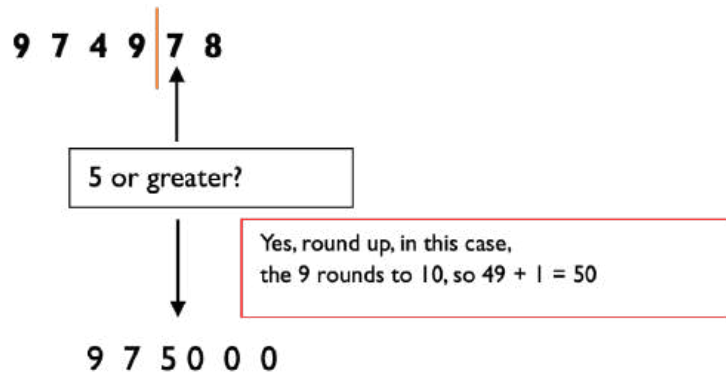 9 7 4 9 7 8
5 or greater?
Yes, round up, in this case,
the 9 rounds to 10, so 49 + 1 = 50
9 7 5 0 0 0